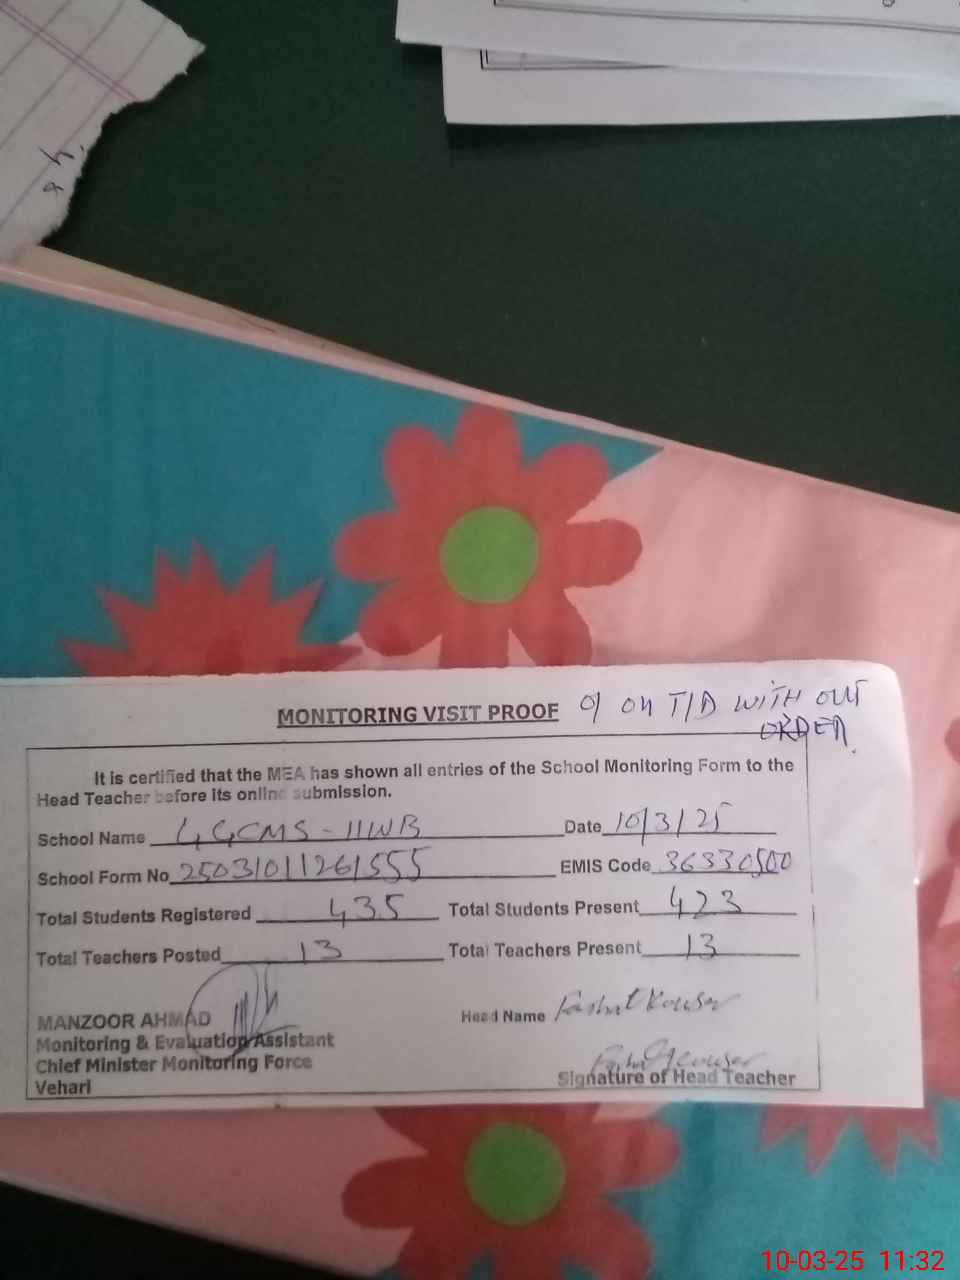 MONITORING VISIT PROOF 01 ON T/D WITH OUT
ORDER.
It is certified that the MEA has shown all entries of the School Monitoring Form to the
Head Teacher before its online submission.
School Name GGCMS-11WB Date 10/3/25
School Form No 25031011261555 EMIS Code 36330500
Total Students Registered 435 Total Students Present 423
Total Teachers Posted 13 Total Teachers Present 13
MANZOOR AHMAD Head Name Kousar
Monitoring & Evaluation Assistant
Chief Minister Monitoring Force
Vehari Signature of Head Teacher
10-03-25 11:32